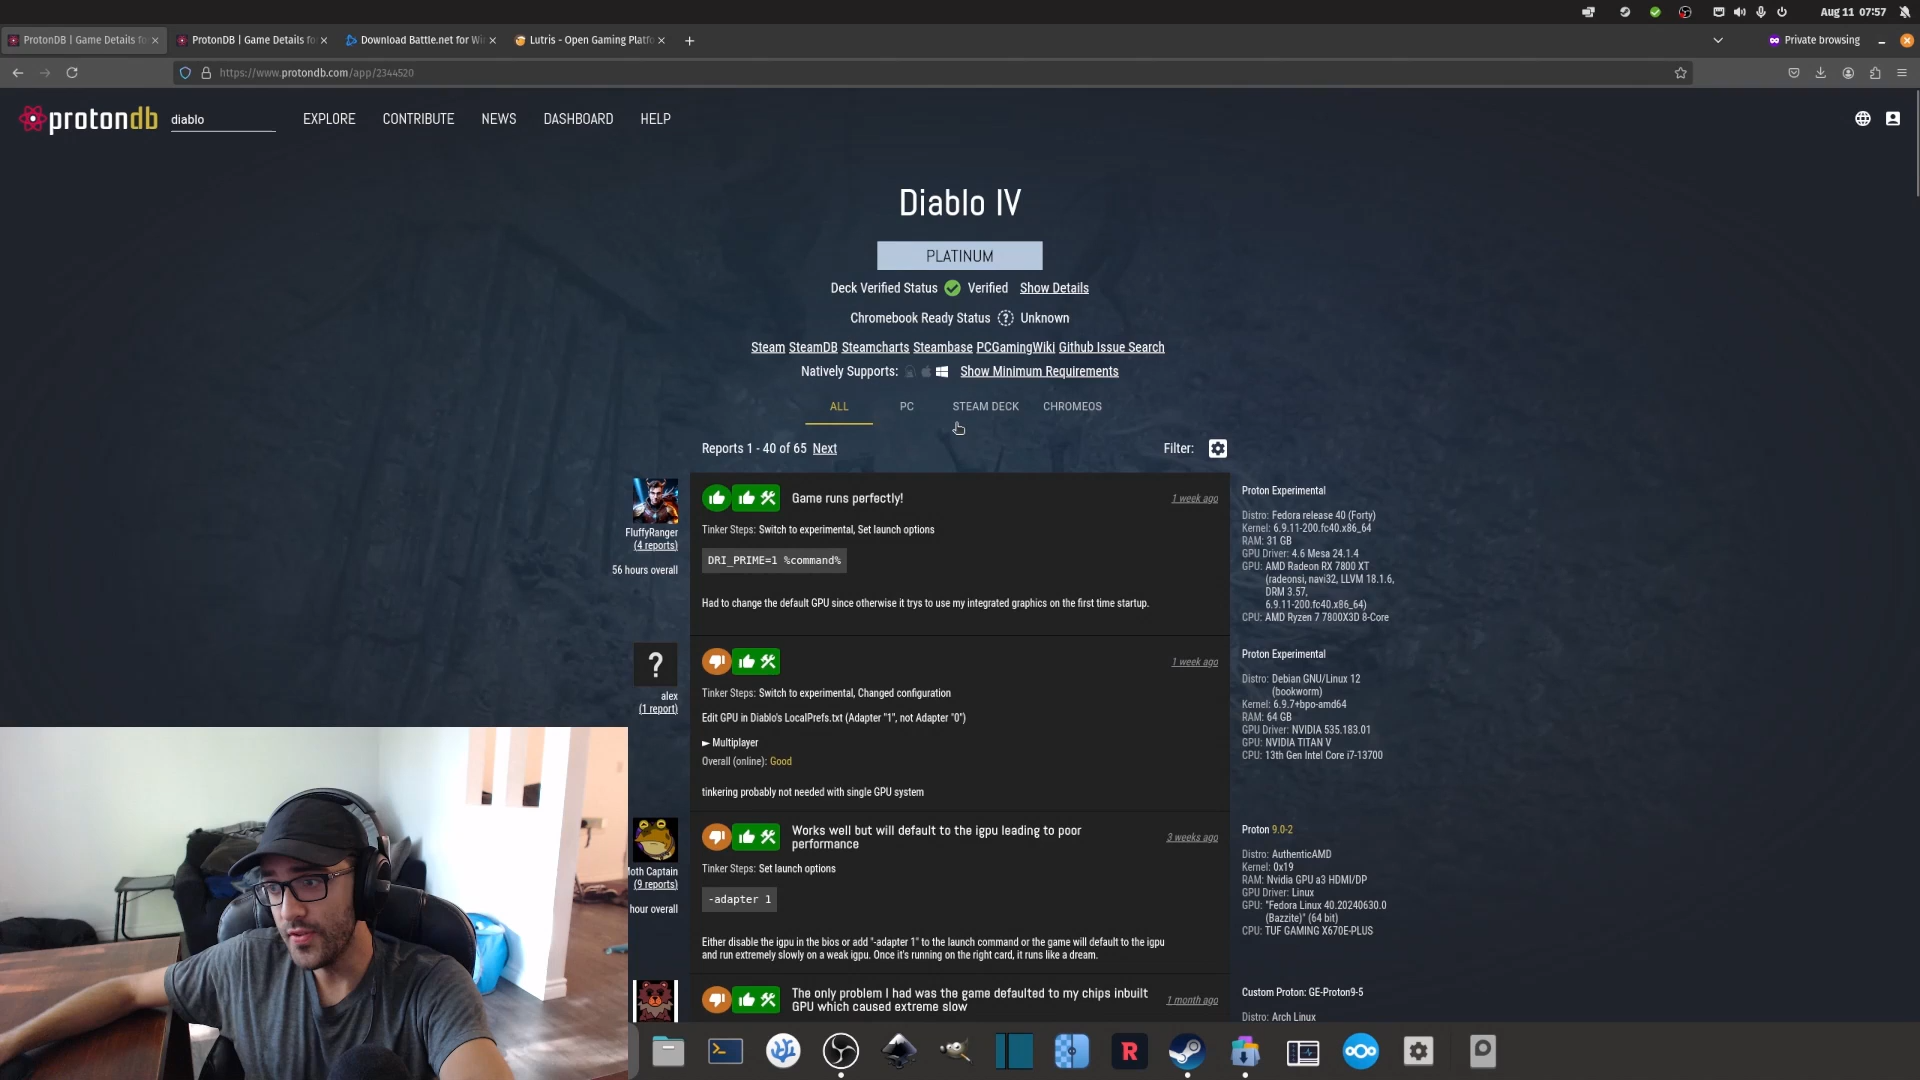 Aug 11 07:57
ProtonDB | Game Details fo
ProtonDB | Game Details fo
Download Battle.net for Wi
Lutris - Open Gaming Platfo
Private browsing
https://www.protondb.com/app/2344520
protondb
diablo
EXPLORE
CONTRIBUTE
NEWS
DASHBOARD
HELP
Diablo IV
PLATINUM
Deck Verified Status Verified Show Details
Chromebook Ready Status Unknown
Steam SteamDB Steamcharts Steambase PCGamingWiki Github Issue Search
Natively Supports: Show Minimum Requirements
ALL
PC
STEAM DECK
CHROMEOS
Reports 1 - 40 of 65 Next
Filter:
FluffyRanger
(4 reports)
56 hours overall
Game runs perfectly!
1 week ago
Tinker Steps: Switch to experimental, Set launch options
DRI_PRIME=1 %command%
Had to change the default GPU since otherwise it trys to use my integrated graphics on the first time startup.
Proton Experimental
Distro: Fedora release 40 (Forty)
Kernel: 6.9.11-200.fc40.x86_64
RAM: 31 GB
GPU Driver: 4.6 Mesa 24.1.4
GPU: AMD Radeon RX 7800 XT
(radeonsi, navi32, LLVM 18.1.6,
DRM 3.57,
6.9.11-200.fc40.x86_64)
CPU: AMD Ryzen 7 7800X3D 8-Core
?
alex
(1 report)
1 week ago
Tinker Steps: Switch to experimental, Changed configuration
Edit GPU in Diablo's LocalPrefs.txt (Adapter "1", not Adapter "0")
► Multiplayer
Overall (online): Good
tinkering probably not needed with single GPU system
Proton Experimental
Distro: Debian GNU/Linux 12
(bookworm)
Kernel: 6.9.7+bpo-amd64
RAM: 64 GB
GPU Driver: NVIDIA 535.183.01
GPU: NVIDIA TITAN V
CPU: 13th Gen Intel Core i7-13700
oth Captain
(9 reports)
hour overall
Works well but will default to the igpu leading to poor
performance
3 weeks ago
Tinker Steps: Set launch options
-adapter 1
Either disable the igpu in the bios or add "-adapter 1" to the launch command or the game will default to the igpu
and run extremely slowly on a weak igpu. Once it's running on the right card, it runs like a dream.
Proton 9.0-2
Distro: AuthenticAMD
Kernel: 0x19
RAM: Nvidia GPU a3 HDMI/DP
GPU Driver: Linux
GPU: "Fedora Linux 40.20240630.0
(Bazzite)" (64 bit)
CPU: TUF GAMING X670E-PLUS
The only problem I had was the game defaulted to my chips inbuilt
GPU which caused extreme slow
1 month ago
Custom Proton: GE-Proton9-5
Distro: Arch Linux
R